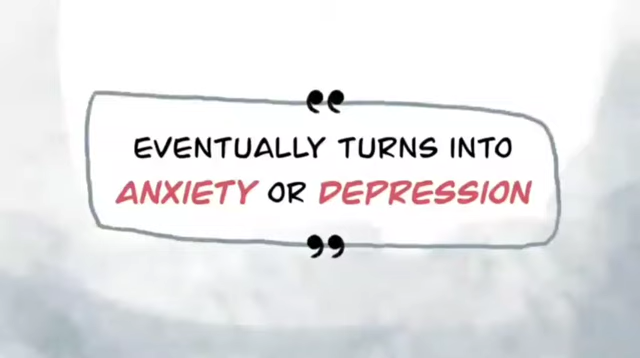 EVENTUALLY TURNS INTO
ANXIETY OR DEPRESSION